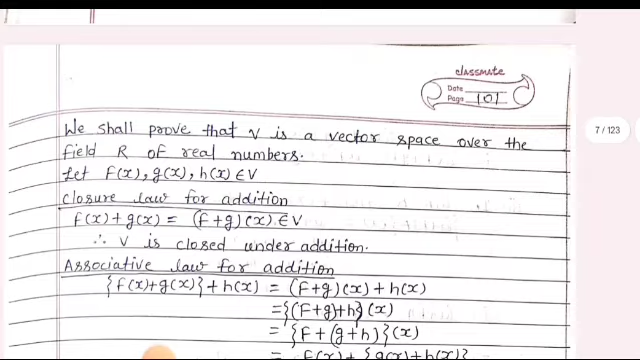 classmate
Date
Page 101
We shall prove that V is a vector space over the
field R of real numbers.
7 / 123
Let f(x), g(x), h(x) ∈ V
Closure law for addition
f(x) + g(x) = (f+g) (x) ∈ V
∴ V is closed under addition.
Associative law for addition
{f(x)+g(x)} + h(x) = (f+g) (x) + h(x)
= {(f+g)+h} (x)
= {f + (g+h)} (x)
= f(x) + {g(x) + h(x)}